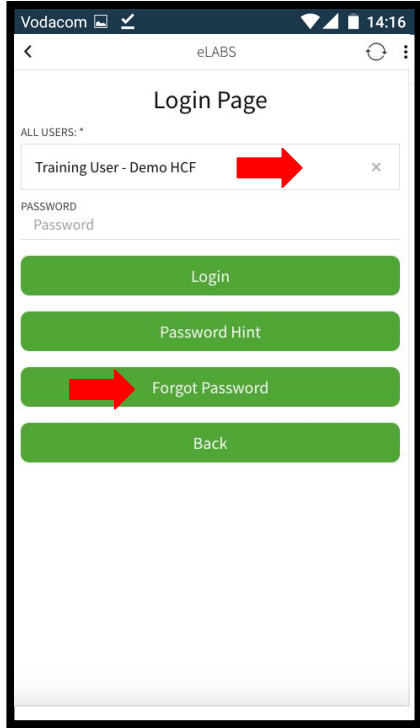 Vodacom 14:16
eLABS
Login Page
ALL USERS: *
Training User - Demo HCF ×
PASSWORD
Password
Login
Password Hint
Forgot Password
Back